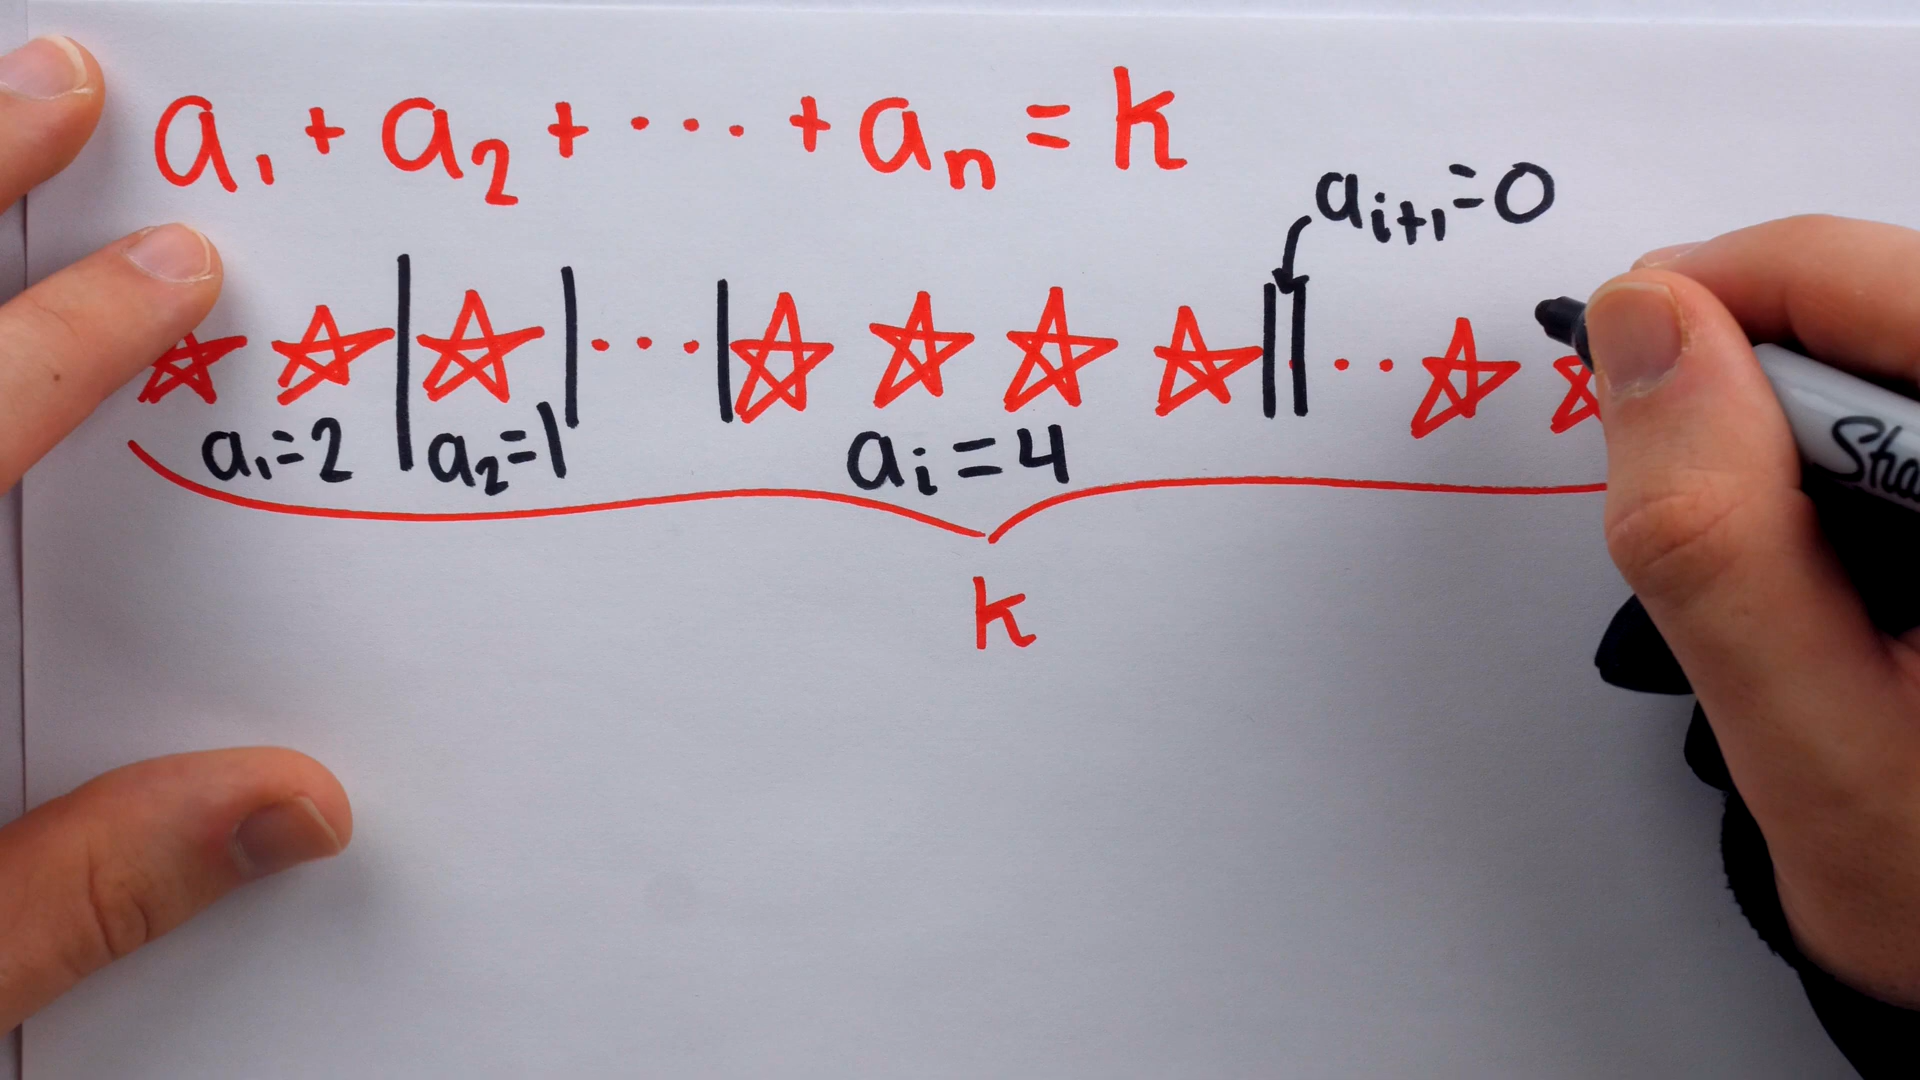 a₁ + a₂ + ··· + aₙ = k
aᵢ₊₁ = 0
a₁ = 2 a₂ = 1 aᵢ = 4
k